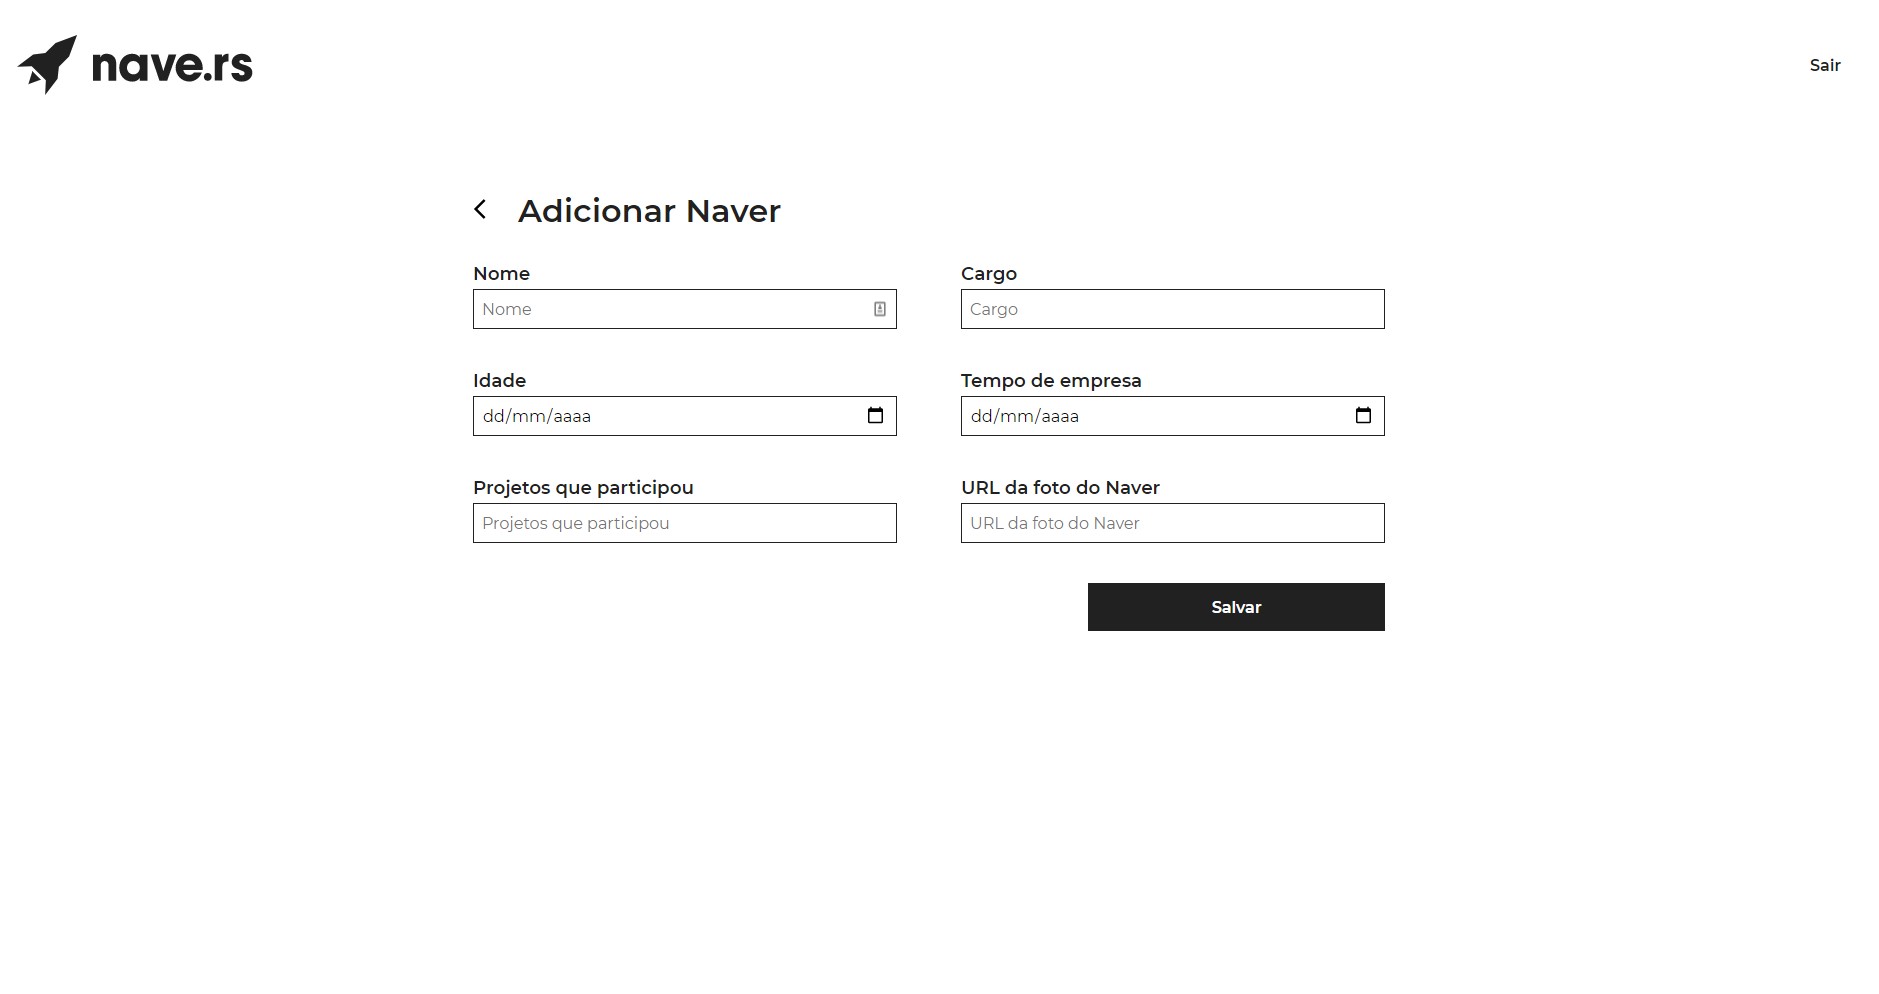 nave.rs
Sair
Adicionar Naver
Nome
Cargo
Nome
Cargo
Idade
Tempo de empresa
dd/mm/aaaa
dd/mm/aaaa
Projetos que participou
URL da foto do Naver
Projetos que participou
URL da foto do Naver
Salvar